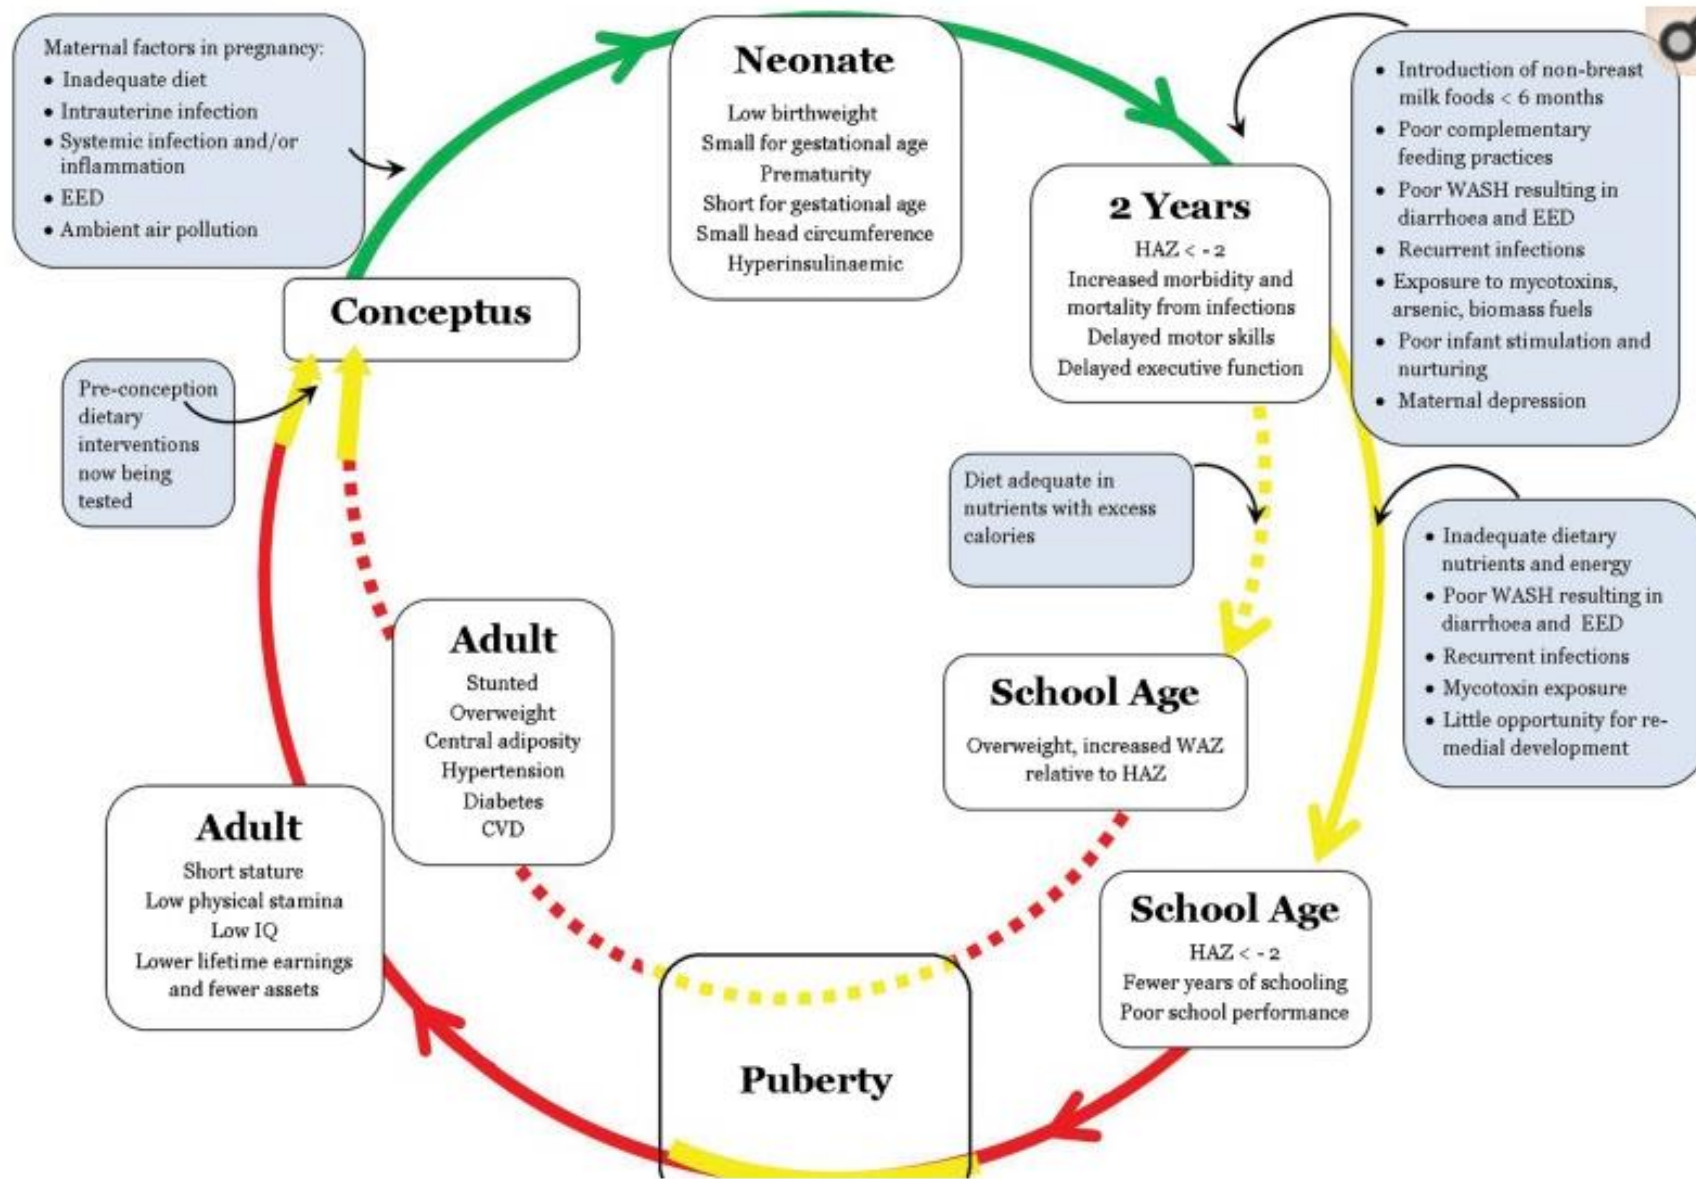 Maternal factors in pregnancy:
• Inadequate diet
• Intrauterine infection
• Systemic infection and/or
inflammation
• EED
• Ambient air pollution
Neonate
Low birthweight
Small for gestational age
Prematurity
Short for gestational age
Small head circumference
Hyperinsulinaemic
• Introduction of non-breast
milk foods < 6 months
• Poor complementary
feeding practices
• Poor WASH resulting in
diarrhoea and EED
• Recurrent infections
• Exposure to mycotoxins,
arsenic, biomass fuels
• Poor infant stimulation and
nurturing
• Maternal depression
2 Years
HAZ < - 2
Increased morbidity and
mortality from infections
Delayed motor skills
Delayed executive function
Conceptus
Pre-conception
dietary
interventions
now being
tested
Diet adequate in
nutrients with excess
calories
• Inadequate dietary
nutrients and energy
• Poor WASH resulting in
diarrhoea and EED
• Recurrent infections
• Mycotoxin exposure
• Little opportunity for re-
medial development
Adult
Stunted
Overweight
Central adiposity
Hypertension
Diabetes
CVD
School Age
Overweight, increased WAZ
relative to HAZ
Adult
Short stature
Low physical stamina
Low IQ
Lower lifetime earnings
and fewer assets
School Age
HAZ < - 2
Fewer years of schooling
Poor school performance
Puberty